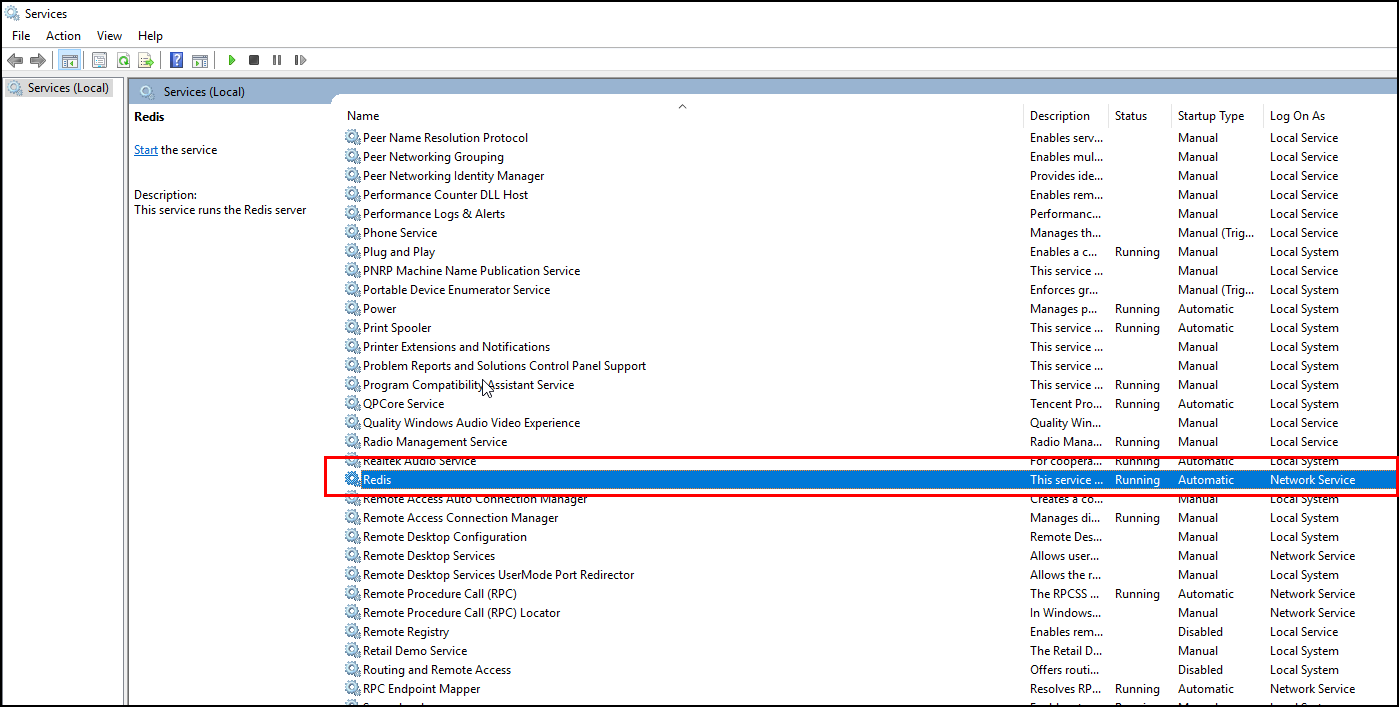 Services
File Action View Help
Services (Local)
Services (Local)
Redis
Start the service
Description:
This service runs the Redis server
Name Description Status Startup Type Log On As
Peer Name Resolution Protocol Enables serv... Manual Local Service
Peer Networking Grouping Enables mul... Manual Local Service
Peer Networking Identity Manager Provides ide... Manual Local Service
Performance Counter DLL Host Enables rem... Manual Local Service
Performance Logs & Alerts Performanc... Manual Local Service
Phone Service Manages th... Manual (Trig... Local Service
Plug and Play Enables a c... Running Manual Local System
PNRP Machine Name Publication Service This service ... Manual Local Service
Portable Device Enumerator Service Enforces gr... Manual (Trig... Local System
Power Manages p... Running Automatic Local System
Print Spooler This service ... Running Automatic Local System
Printer Extensions and Notifications This service ... Manual Local System
Problem Reports and Solutions Control Panel Support This service ... Manual Local System
Program Compatibility Assistant Service This service ... Running Manual Local System
QPCore Service Tencent Pro... Running Automatic Local System
Quality Windows Audio Video Experience Quality Win... Manual Local Service
Radio Management Service Radio Mana... Running Manual Local Service
Realtek Audio Service For coopera... Running Automatic Local System
Redis This service ... Running Automatic Network Service
Remote Access Auto Connection Manager Creates a co... Manual Local System
Remote Access Connection Manager Manages di... Running Manual Local System
Remote Desktop Configuration Remote Des... Manual Local System
Remote Desktop Services Allows user... Manual Network Service
Remote Desktop Services UserMode Port Redirector Allows the r... Manual Local System
Remote Procedure Call (RPC) The RPCSS ... Running Automatic Network Service
Remote Procedure Call (RPC) Locator In Windows... Manual Network Service
Remote Registry Enables rem... Disabled Local Service
Retail Demo Service The Retail D... Manual Local System
Routing and Remote Access Offers routi... Disabled Local System
RPC Endpoint Mapper Resolves RP... Running Automatic Network Service